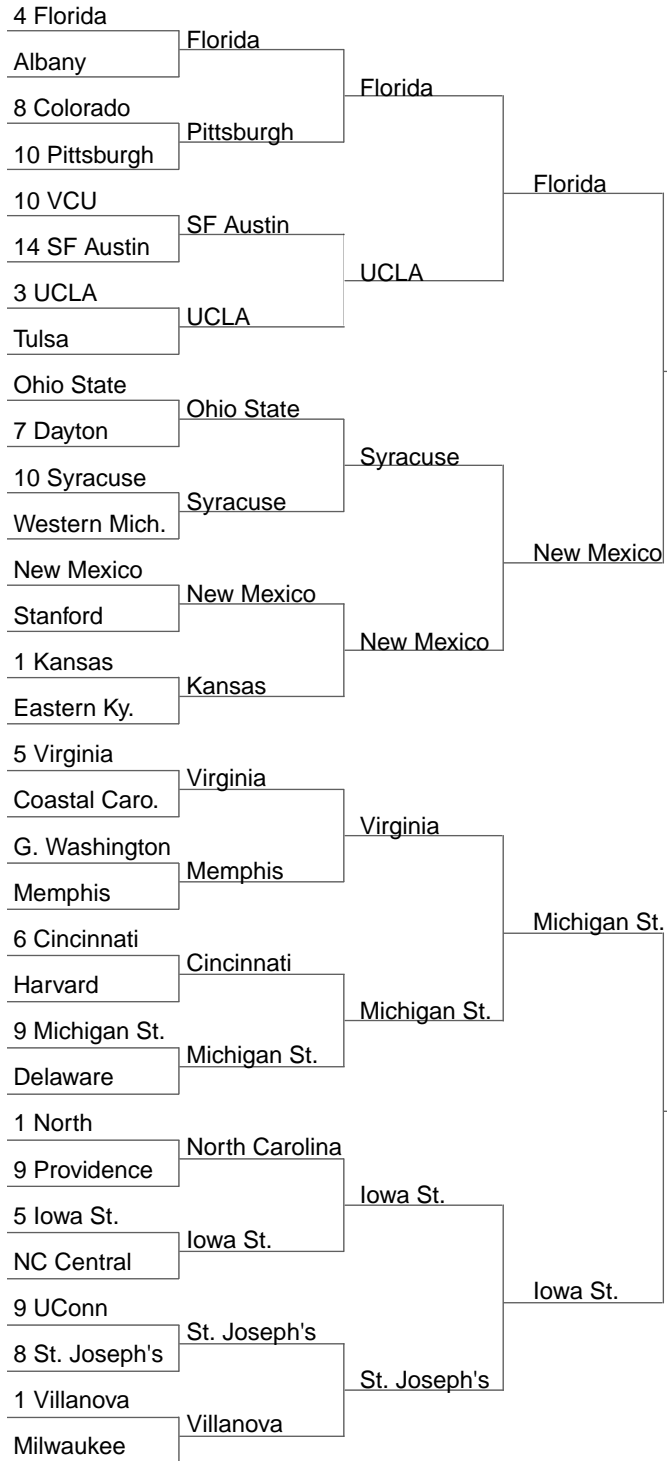 4 Florida
Albany
8 Colorado
10 Pittsburgh
10 VCU
14 SF Austin
3 UCLA
Tulsa
Ohio State
7 Dayton
10 Syracuse
Western Mich.
New Mexico
Stanford
1 Kansas
Eastern Ky.
5 Virginia
Coastal Caro.
G. Washington
Memphis
6 Cincinnati
Harvard
9 Michigan St.
Delaware
1 North
9 Providence
5 Iowa St.
NC Central
9 UConn
8 St. Joseph's
1 Villanova
Milwaukee
Florida
Pittsburgh
SF Austin
UCLA
Ohio State
Syracuse
New Mexico
Kansas
Virginia
Memphis
Cincinnati
Michigan St.
North Carolina
Iowa St.
St. Joseph's
Villanova
Florida
UCLA
Syracuse
New Mexico
Virginia
Michigan St.
Iowa St.
St. Joseph's
Florida
New Mexico
Michigan St.
Iowa St.